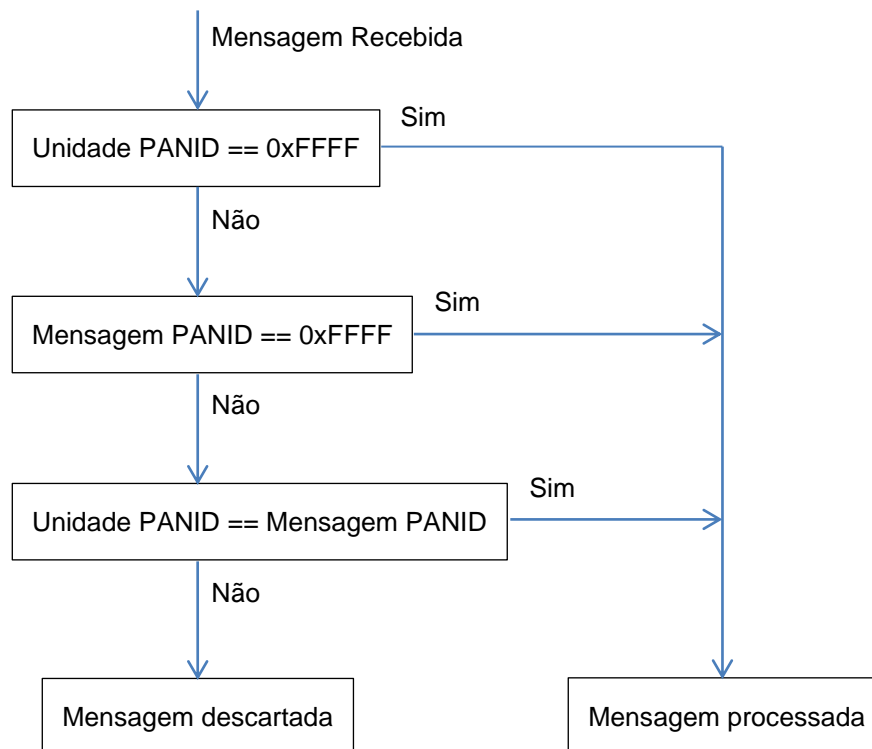 Mensagem Recebida
Unidade PANID == 0xFFFF
Sim
Não
Mensagem PANID == 0xFFFF
Sim
Não
Unidade PANID == Mensagem PANID
Sim
Não
Mensagem descartada
Mensagem processada